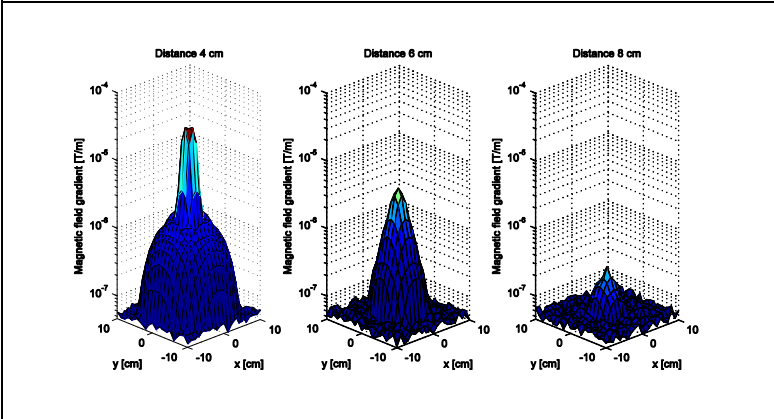 Distance 4 cm
Distance 6 cm
Distance 8 cm
Magnetic field gradient [T/m]
10^-4
10^-5
10^-6
10^-7
10
0
-10
-10
0
10
y [cm]
x [cm]
Magnetic field gradient [T/m]
10^-4
10^-5
10^-6
10^-7
10
0
-10
-10
0
10
y [cm]
x [cm]
Magnetic field gradient [T/m]
10^-4
10^-5
10^-6
10^-7
10
0
-10
-10
0
10
y [cm]
x [cm]